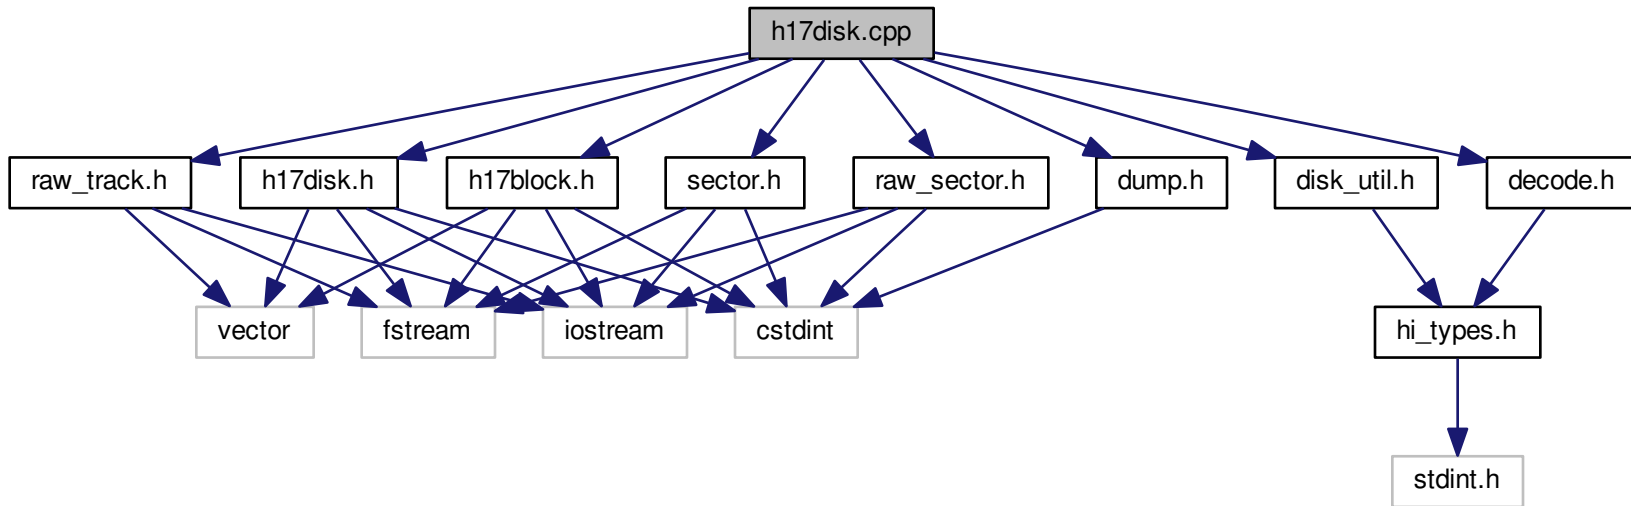 h17disk.cpp
raw_track.h
h17disk.h
h17block.h
sector.h
raw_sector.h
dump.h
disk_util.h
decode.h
vector
fstream
iostream
cstdint
hi_types.h
stdint.h